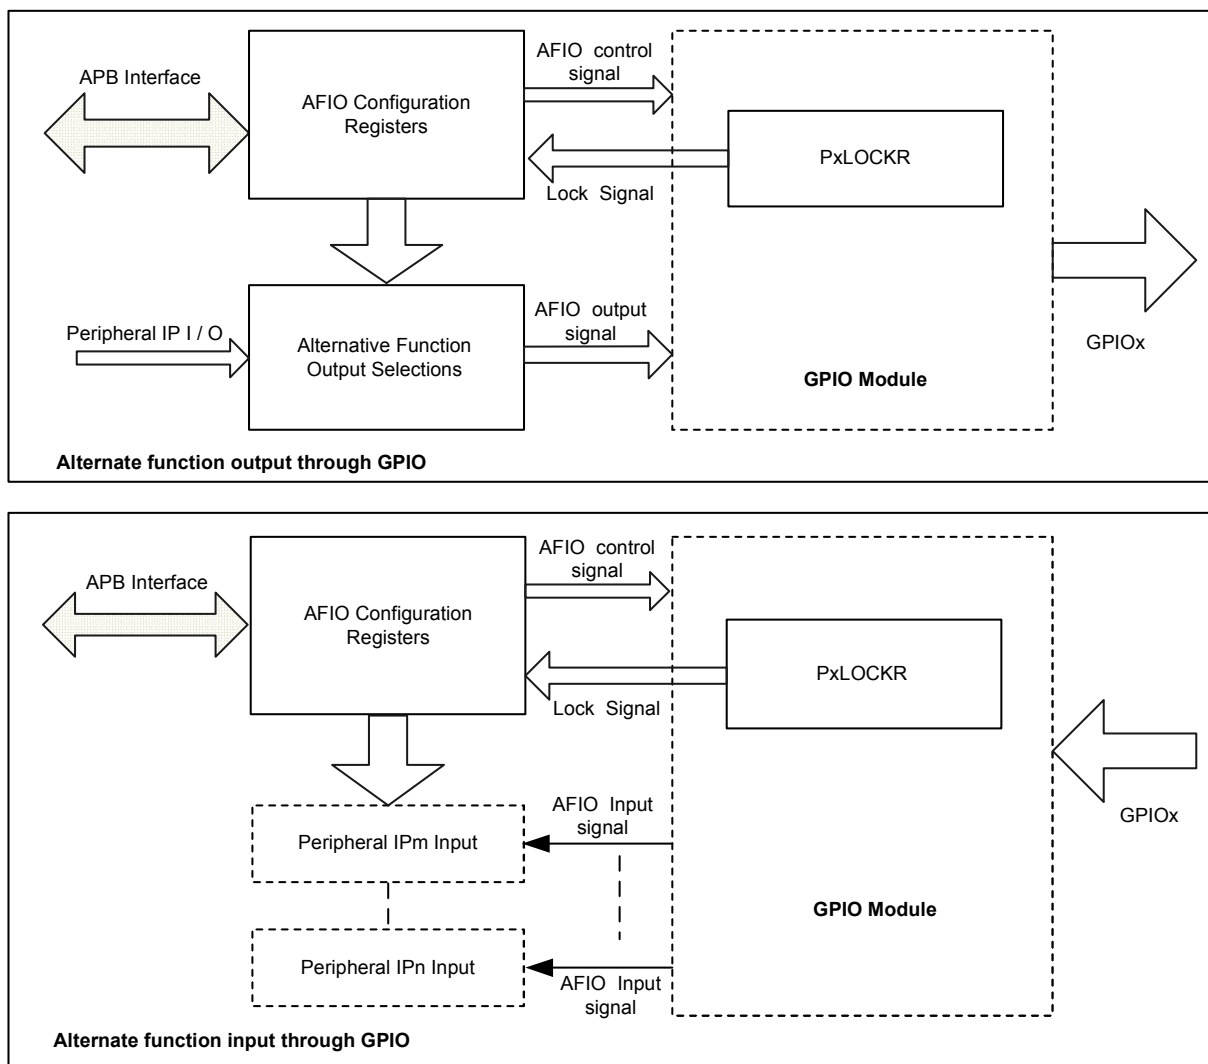 AFIO control
signal
APB Interface
AFIO Configuration
Registers
PxLOCKR
Lock Signal
AFIO output
signal
Peripheral IP I / O
Alternative Function
Output Selections
GPIOx
GPIO Module
Alternate function output through GPIO
AFIO control
signal
APB Interface
AFIO Configuration
Registers
PxLOCKR
Lock Signal
AFIO Input
signal
GPIOx
Peripheral IPm Input
GPIO Module
Peripheral IPn Input
AFIO Input
signal
Alternate function input through GPIO